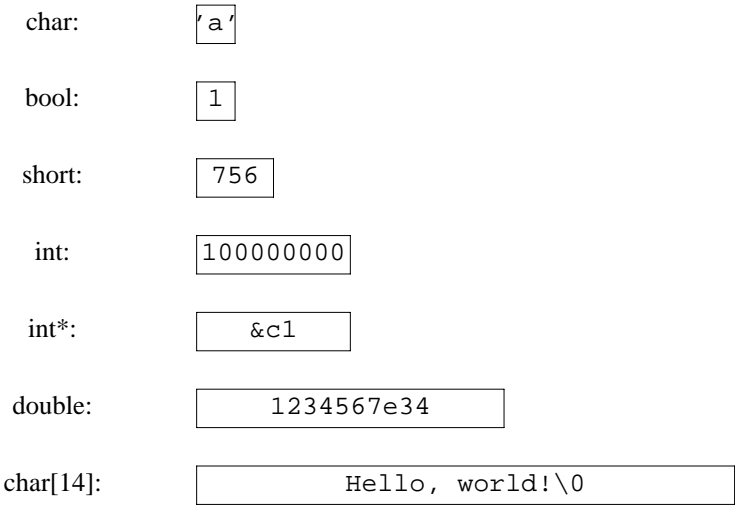 char: 'a'
bool: 1
short: 756
int: 100000000
int*: &c1
double: 1234567e34
char[14]: Hello, world!\0